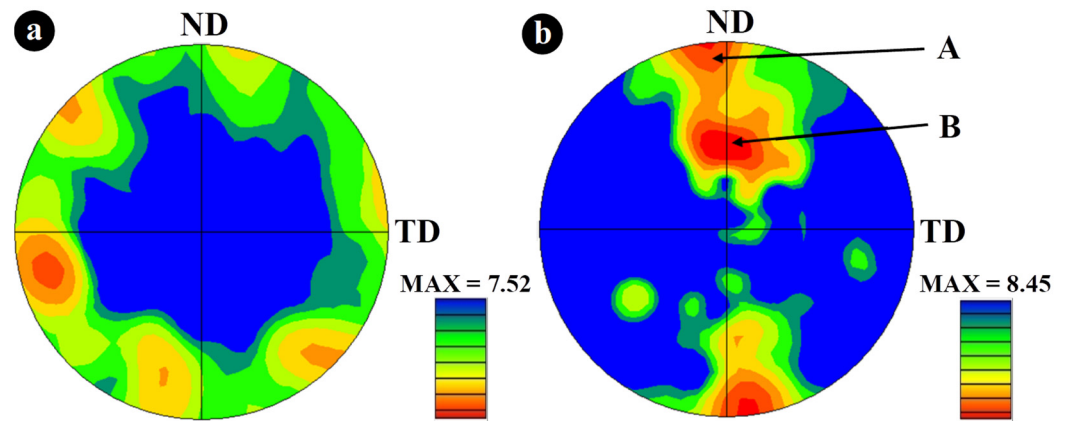 a
ND
TD
MAX = 7.52
b
ND
A
B
TD
MAX = 8.45